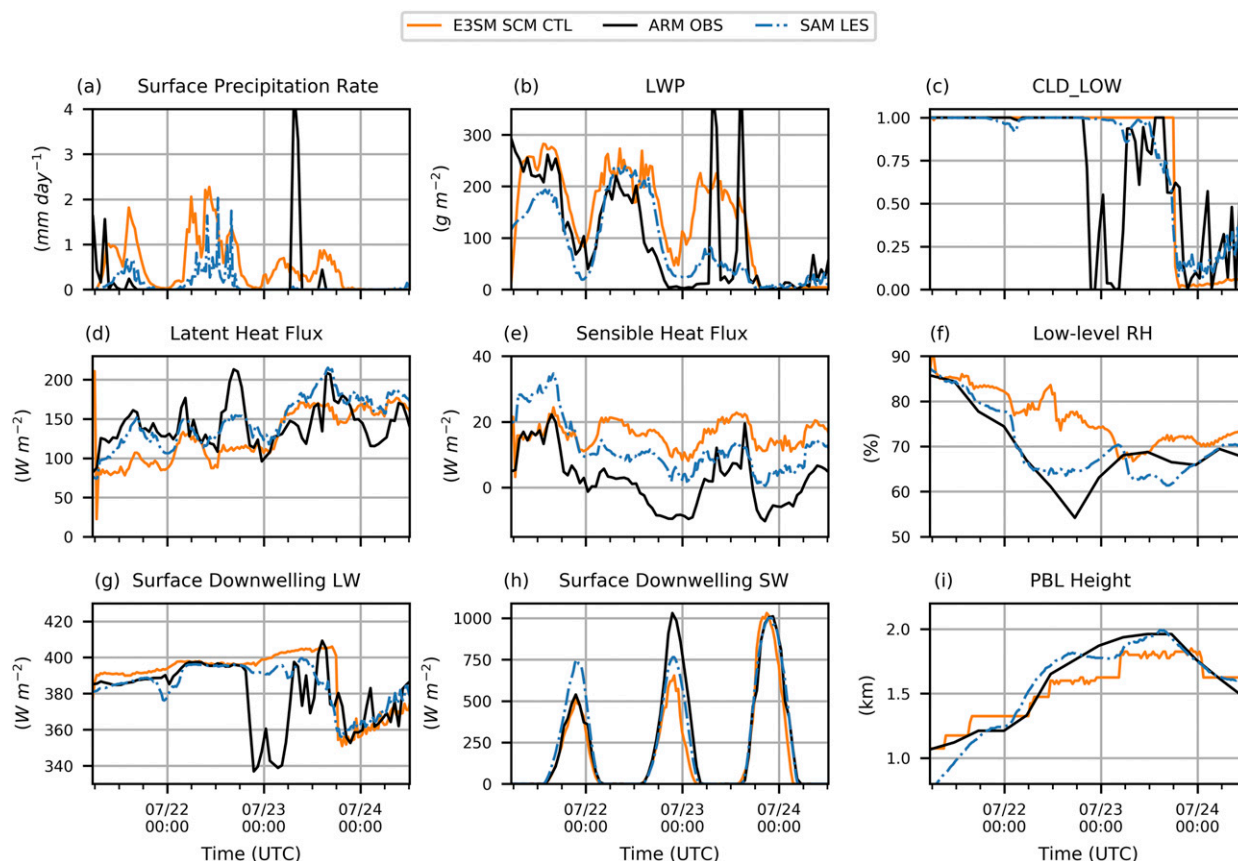 E3SM SCM CTL ARM OBS SAM LES
(a) Surface Precipitation Rate
(mm day⁻¹)
4
3
2
1
0
(b) LWP
(g m⁻²)
300
200
100
0
(c) CLD_LOW
1.00
0.75
0.50
0.25
0.00
(d) Latent Heat Flux
(W m⁻²)
200
150
100
50
0
(e) Sensible Heat Flux
(W m⁻²)
40
20
0
(f) Low-level RH
(%)
90
80
70
60
50
(g) Surface Downwelling LW
(W m⁻²)
420
400
380
360
340
07/22 07/23 07/24
00:00 00:00 00:00
Time (UTC)
(h) Surface Downwelling SW
(W m⁻²)
1000
750
500
250
0
07/22 07/23 07/24
00:00 00:00 00:00
Time (UTC)
(i) PBL Height
(km)
2.0
1.5
1.0
07/22 07/23 07/24
00:00 00:00 00:00
Time (UTC)